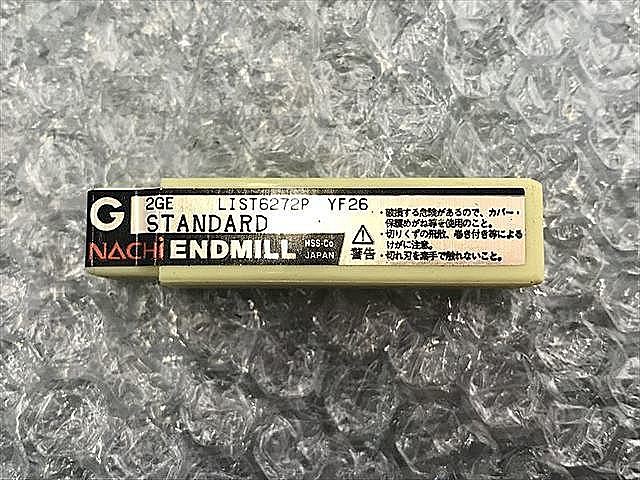 G
2GE LIST6272P YF26
STANDARD
NACHi ENDMILL HSS-Co JAPAN
警告
・破損する危険があるので、カバー・
保護めがね等を使用のこと。
・切りくずの飛散、巻き付き等による
けがに注意。
・切れ刃を素手で触れないこと。